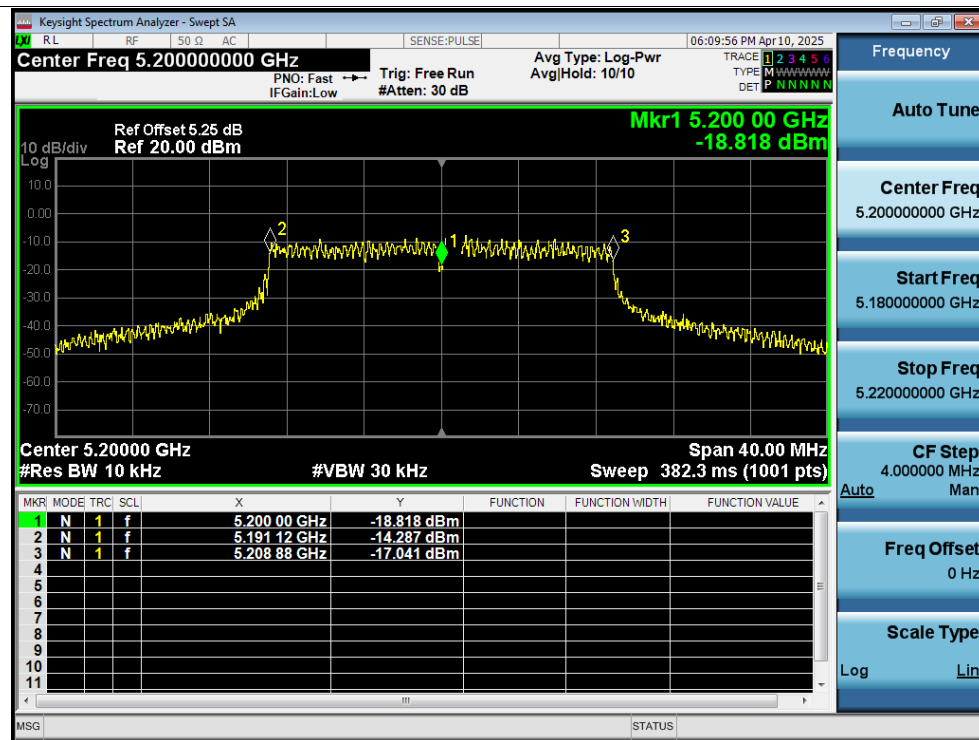 Keysight Spectrum Analyzer - Swept SA
LXI RL RF 50 Ω AC SENSE:PULSE 06:09:56 PM Apr 10, 2025
Center Freq 5.200000000 GHz
PNO: Fast
IFGain:Low
Trig: Free Run
#Atten: 30 dB
Avg Type: Log-Pwr
Avg|Hold: 10/10
TRACE 1 2 3 4 5 6
TYPE M WWWWW
DET P N N N N N
Mkr1 5.200 00 GHz
-18.818 dBm
Ref Offset 5.25 dB
10 dB/div Ref 20.00 dBm
Log
10.0
0.00
-10.0
-20.0
-30.0
-40.0
-50.0
-60.0
-70.0
2
1
3
Center 5.20000 GHz Span 40.00 MHz
#Res BW 10 kHz #VBW 30 kHz Sweep 382.3 ms (1001 pts)
MKR MODE TRC SCL X Y FUNCTION FUNCTION WIDTH FUNCTION VALUE
1 N 1 f 5.200 00 GHz -18.818 dBm
2 N 1 f 5.191 12 GHz -14.287 dBm
3 N 1 f 5.208 88 GHz -17.041 dBm
4
5
6
7
8
9
10
11
MSG STATUS
Frequency
Auto Tune
Center Freq
5.200000000 GHz
Start Freq
5.180000000 GHz
Stop Freq
5.220000000 GHz
CF Step
4.000000 MHz
Auto Man
Freq Offset
0 Hz
Scale Type
Log Lin